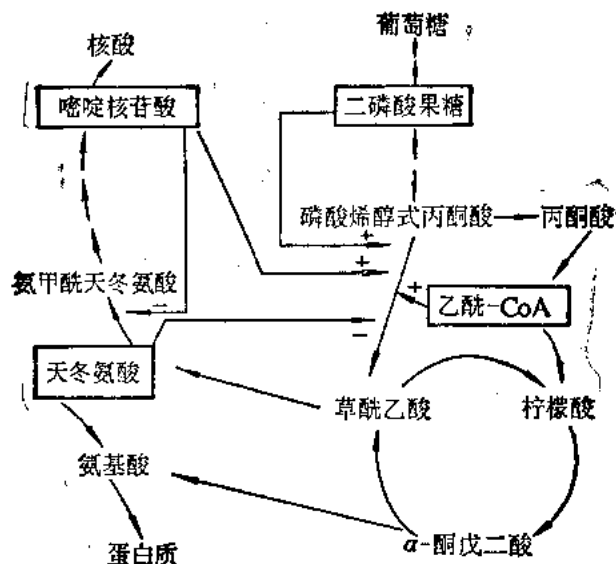 核酸
葡萄糖
嘧啶核苷酸
二磷酸果糖
磷酸烯醇式丙酮酸
丙酮酸
+
+
氨甲酰天冬氨酸
+
乙酰-CoA
−
−
天冬氨酸
草酰乙酸
柠檬酸
氨基酸
α-酮戊二酸
蛋白质